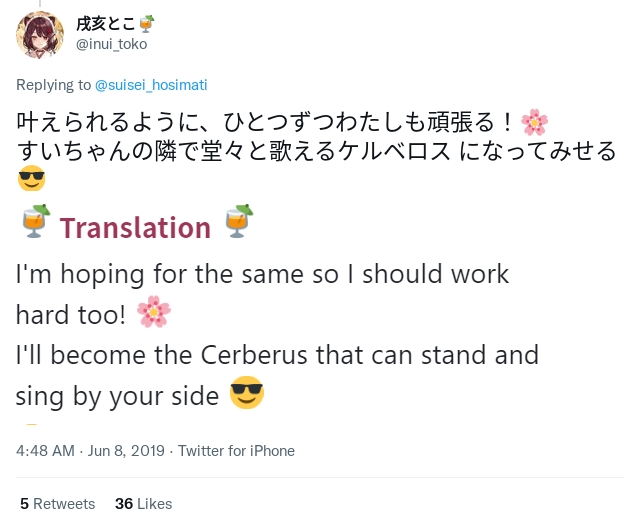 戌亥とこ🍹
@inui_toko
Replying to @suisei_hosimati
叶えられるように、ひとつずつわたしも頑張る！🌸
すいちゃんの隣で堂々と歌えるケルベロス になってみせる
😎
🍹 Translation 🍹
I'm hoping for the same so I should work
hard too! 🌸
I'll become the Cerberus that can stand and
sing by your side 😎
4:48 AM · Jun 8, 2019 · Twitter for iPhone
5 Retweets 36 Likes